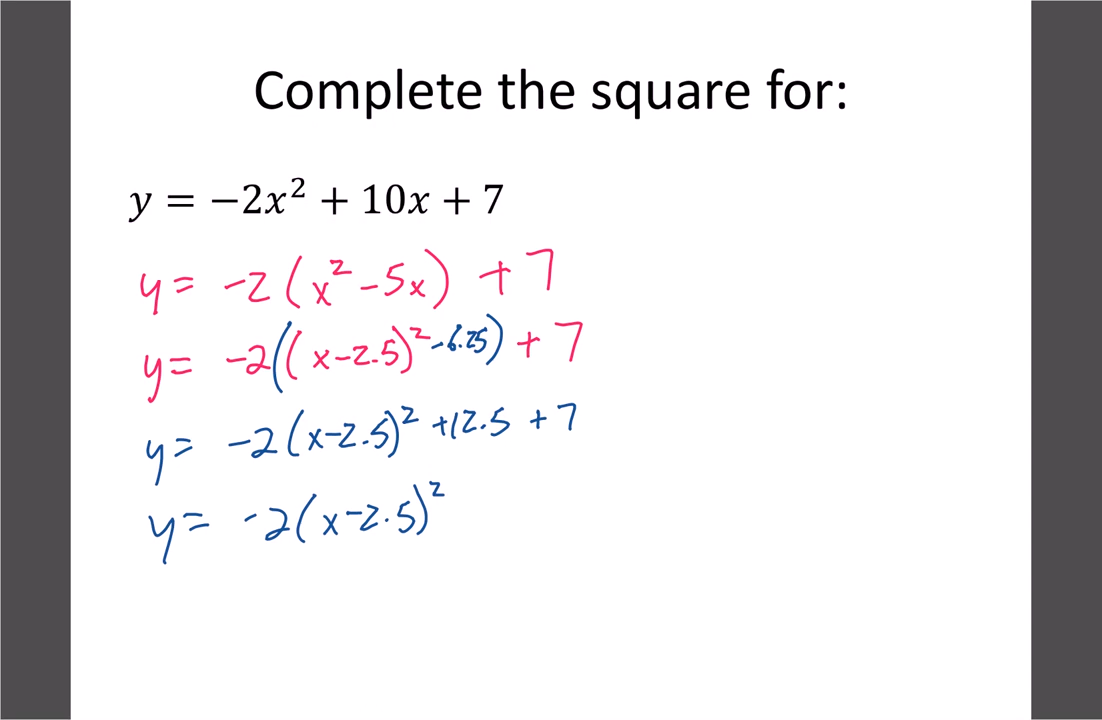 Complete the square for:
y = −2x² + 10x + 7
y = -2(x² - 5x) + 7
y = -2((x-2.5)² - 6.25) + 7
y = -2(x-2.5)² +12.5 + 7
y = -2(x-2.5)²